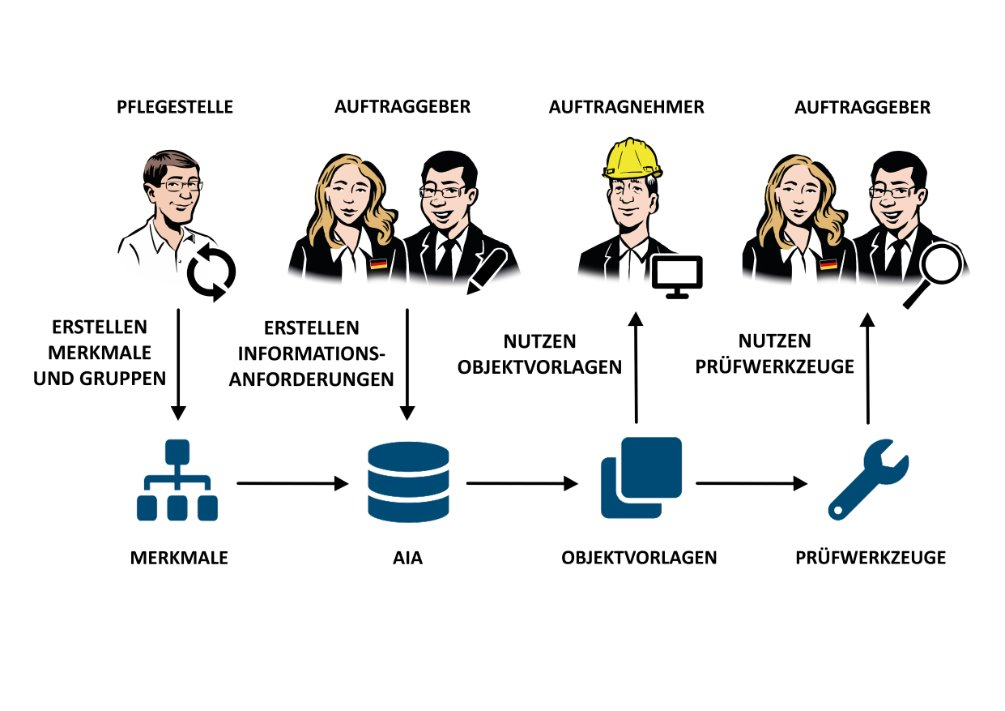 PFLEGESTELLE
AUFTRAGGEBER
AUFTRAGNEHMER
AUFTRAGGEBER
ERSTELLEN
MERKMALE
UND GRUPPEN
ERSTELLEN
INFORMATIONS-
ANFORDERUNGEN
NUTZEN
OBJEKTVORLAGEN
NUTZEN
PRÜFWERKZEUGE
MERKMALE
AIA
OBJEKTVORLAGEN
PRÜFWERKZEUGE